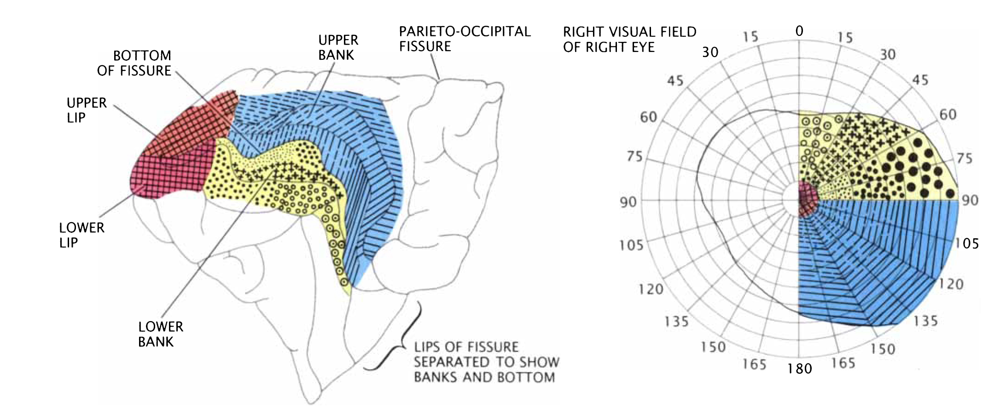 BOTTOM
OF FISSURE
UPPER
BANK
PARIETO-OCCIPITAL
FISSURE
UPPER
LIP
LOWER
LIP
LOWER
BANK
LIPS OF FISSURE
SEPARATED TO SHOW
BANKS AND BOTTOM
RIGHT VISUAL FIELD
OF RIGHT EYE
0
15
30
45
60
75
90
105
120
135
150
165
180
165
150
135
120
105
90
75
60
45
30
15